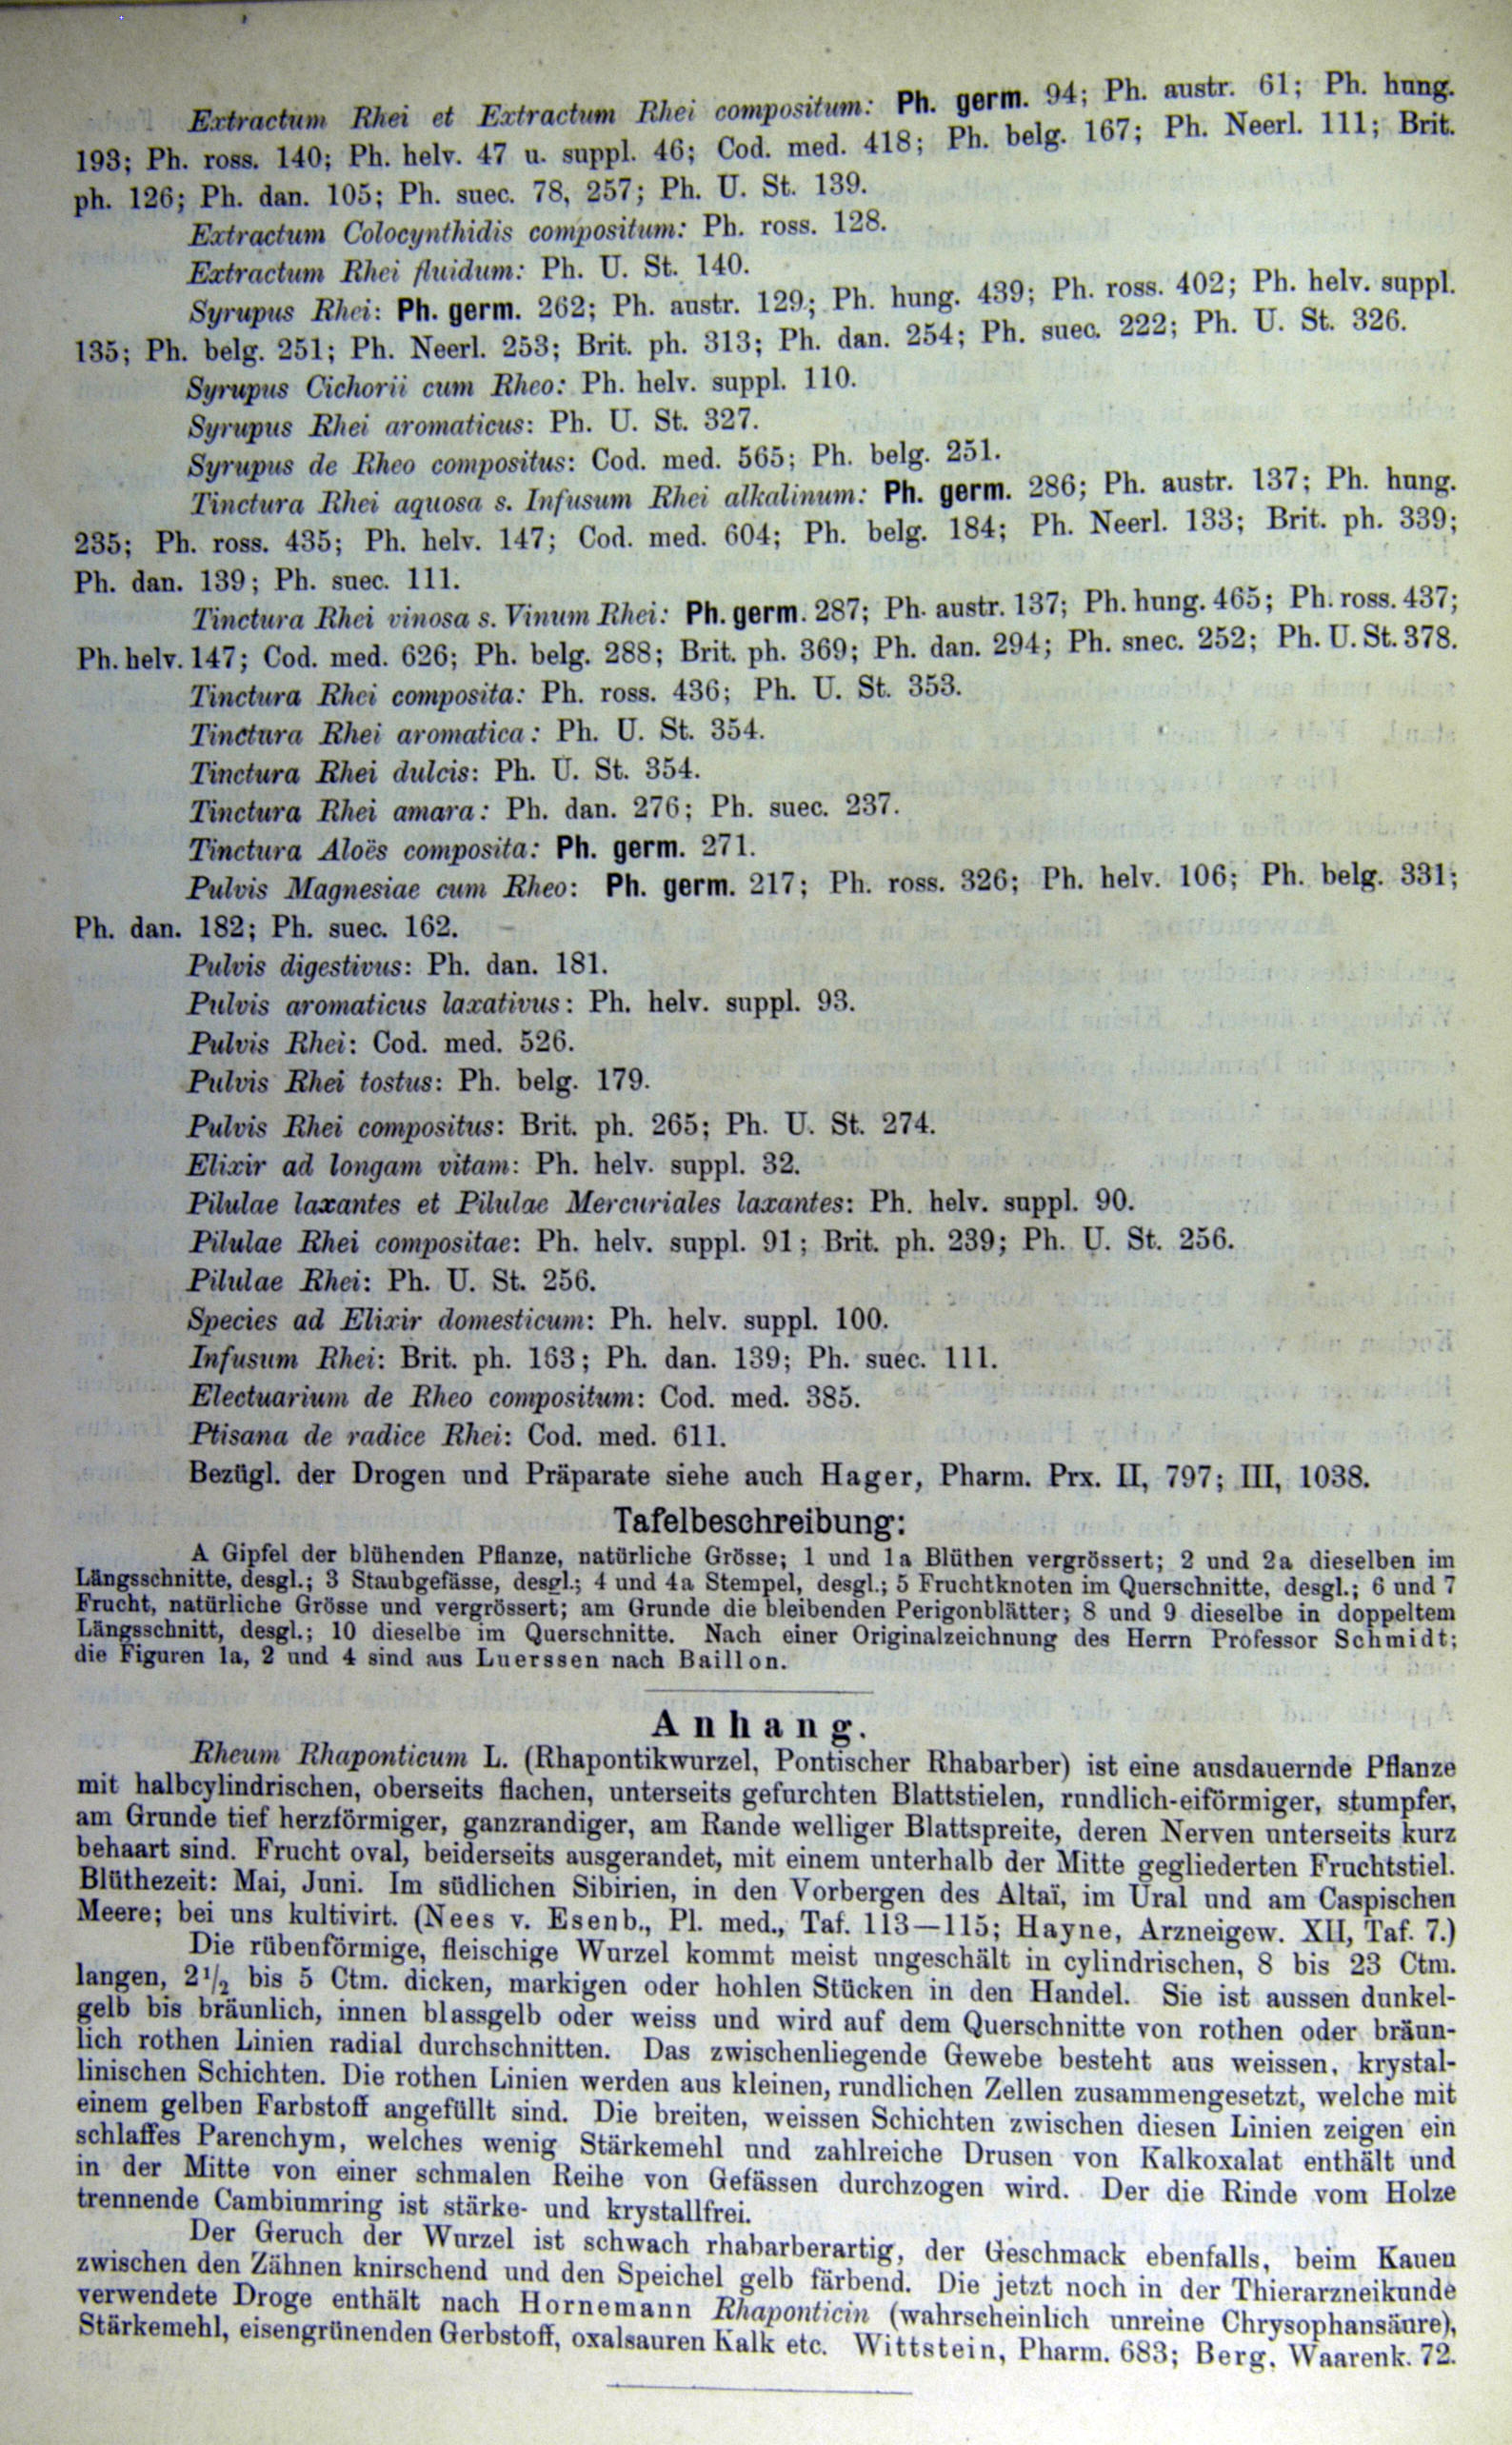 Extractum Rhei et Extractum Rhei compositum: Ph. germ. 94; Ph. austr. 61; Ph. hung.
193; Ph. ross. 140; Ph. helv. 47 u. suppl. 46; Cod. med. 418; Ph. belg. 167; Ph. Neerl. 111; Brit.
ph. 126; Ph. dan. 105; Ph. suec. 78, 257; Ph. U. St. 139.
Extractum Colocynthidis compositum: Ph. ross. 128.
Extractum Rhei fluidum: Ph. U. St. 140.
Syrupus Rhei: Ph. germ. 262; Ph. austr. 129; Ph. hung. 439; Ph. ross. 402; Ph. helv. suppl.
135; Ph. belg. 251; Ph. Neerl. 253; Brit. ph. 313; Ph. dan. 254; Ph. suec. 222; Ph. U. St. 326.
Syrupus Cichorii cum Rheo: Ph. helv. suppl. 110.
Syrupus Rhei aromaticus: Ph. U. St. 327.
Syrupus de Rheo compositus: Cod. med. 565; Ph. belg. 251.
Tinctura Rhei aquosa s. Infusum Rhei alkalinum: Ph. germ. 286; Ph. austr. 137; Ph. hung.
235; Ph. ross. 435; Ph. helv. 147; Cod. med. 604; Ph. belg. 184; Ph. Neerl. 133; Brit. ph. 339;
Ph. dan. 139; Ph. suec. 111.
Tinctura Rhei vinosa s. Vinum Rhei: Ph. germ. 287; Ph. austr. 137; Ph. hung. 465; Ph. ross. 437;
Ph. helv. 147; Cod. med. 626; Ph. belg. 288; Brit. ph. 369; Ph. dan. 294; Ph. snec. 252; Ph. U. St. 378.
Tinctura Rhei composita: Ph. ross. 436; Ph. U. St. 353.
Tinctura Rhei aromatica: Ph. U. St. 354.
Tinctura Rhei dulcis: Ph. U. St. 354.
Tinctura Rhei amara: Ph. dan. 276; Ph. suec. 237.
Tinctura Aloës composita: Ph. germ. 271.
Pulvis Magnesiae cum Rheo: Ph. germ. 217; Ph. ross. 326; Ph. helv. 106; Ph. belg. 331;
Ph. dan. 182; Ph. suec. 162.
Pulvis digestivus: Ph. dan. 181.
Pulvis aromaticus laxativus: Ph. helv. suppl. 93.
Pulvis Rhei: Cod. med. 526.
Pulvis Rhei tostus: Ph. belg. 179.
Pulvis Rhei compositus: Brit. ph. 265; Ph. U. St. 274.
Elixir ad longam vitam: Ph. helv. suppl. 32.
Pilulae laxantes et Pilulae Mercuriales laxantes: Ph. helv. suppl. 90.
Pilulae Rhei compositae: Ph. helv. suppl. 91; Brit. ph. 239; Ph. U. St. 256.
Pilulae Rhei: Ph. U. St. 256.
Species ad Elixir domesticum: Ph. helv. suppl. 100.
Infusum Rhei: Brit. ph. 163; Ph. dan. 139; Ph. suec. 111.
Electuarium de Rheo compositum: Cod. med. 385.
Ptisana de radice Rhei: Cod. med. 611.
Bezügl. der Drogen und Präparate siehe auch Hager, Pharm. Prx. II, 797; III, 1038.
Tafelbeschreibung:
A Gipfel der blühenden Pflanze, natürliche Grösse; 1 und 1a Blüthen vergrössert; 2 und 2a dieselben im
Längsschnitte, desgl.; 3 Staubgefässe, desgl.; 4 und 4a Stempel, desgl.; 5 Fruchtknoten im Querschnitte, desgl.; 6 und 7
Frucht, natürliche Grösse und vergrössert; am Grunde die bleibenden Perigonblätter; 8 und 9 dieselbe in doppeltem
Längsschnitt, desgl.; 10 dieselbe im Querschnitte. Nach einer Originalzeichnung des Herrn Professor Schmidt;
die Figuren 1a, 2 und 4 sind aus Luerssen nach Baillon.
Anhang.
Rheum Rhaponticum L. (Rhapontikwurzel, Pontischer Rhabarber) ist eine ausdauernde Pflanze
mit halbcylindrischen, oberseits flachen, unterseits gefurchten Blattstielen, rundlich-eiförmiger, stumpfer,
am Grunde tief herzförmiger, ganzrandiger, am Rande welliger Blattspreite, deren Nerven unterseits kurz
behaart sind. Frucht oval, beiderseits ausgerandet, mit einem unterhalb der Mitte gegliederten Fruchtstiel.
Blüthezeit: Mai, Juni. Im südlichen Sibirien, in den Vorbergen des Altaï, im Ural und am Caspischen
Meere; bei uns kultivirt. (Nees v. Esenb., Pl. med., Taf. 113—115; Hayne, Arzneigew. XII, Taf. 7.)
Die rübenförmige, fleischige Wurzel kommt meist ungeschält in cylindrischen, 8 bis 23 Ctm.
langen, 2½ bis 5 Ctm. dicken, markigen oder hohlen Stücken in den Handel. Sie ist aussen dunkel-
gelb bis bräunlich, innen blassgelb oder weiss und wird auf dem Querschnitte von rothen oder bräun-
lich rothen Linien radial durchschnitten. Das zwischenliegende Gewebe besteht aus weissen, krystal-
linischen Schichten. Die rothen Linien werden aus kleinen, rundlichen Zellen zusammengesetzt, welche mit
einem gelben Farbstoff angefüllt sind. Die breiten, weissen Schichten zwischen diesen Linien zeigen ein
schlaffes Parenchym, welches wenig Stärkemehl und zahlreiche Drusen von Kalkoxalat enthält und
in der Mitte von einer schmalen Reihe von Gefässen durchzogen wird. Der die Rinde vom Holze
trennende Cambiumring ist stärke- und krystallfrei.
Der Geruch der Wurzel ist schwach rhabarberartig, der Geschmack ebenfalls, beim Kauen
zwischen den Zähnen knirschend und den Speichel gelb färbend. Die jetzt noch in der Thierarzneikunde
verwendete Droge enthält nach Hornemann Rhaponticin (wahrscheinlich unreine Chrysophansäure),
Stärkemehl, eisengrünenden Gerbstoff, oxalsauren Kalk etc. Wittstein, Pharm. 683; Berg, Waarenk. 72.